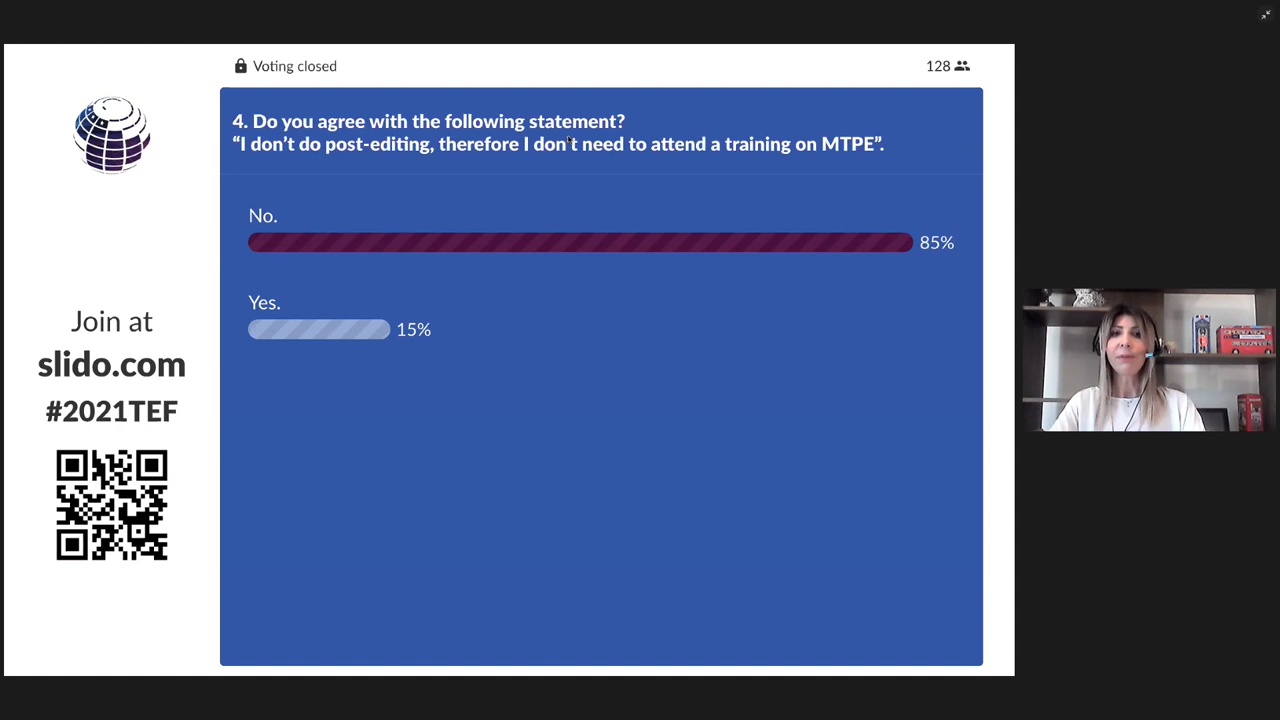 Voting closed
128
4. Do you agree with the following statement?
“I don’t do post-editing, therefore I don’t need to attend a training on MTPE”.
No.
85%
Yes.
15%
Join at
slido.com
#2021TEF